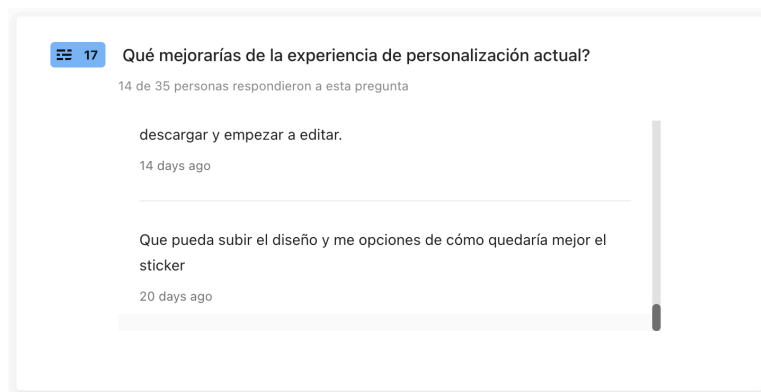 17 Qué mejorarías de la experiencia de personalización actual?
14 de 35 personas respondieron a esta pregunta
descargar y empezar a editar.
14 days ago
Que pueda subir el diseño y me opciones de cómo quedaría mejor el
sticker
20 days ago